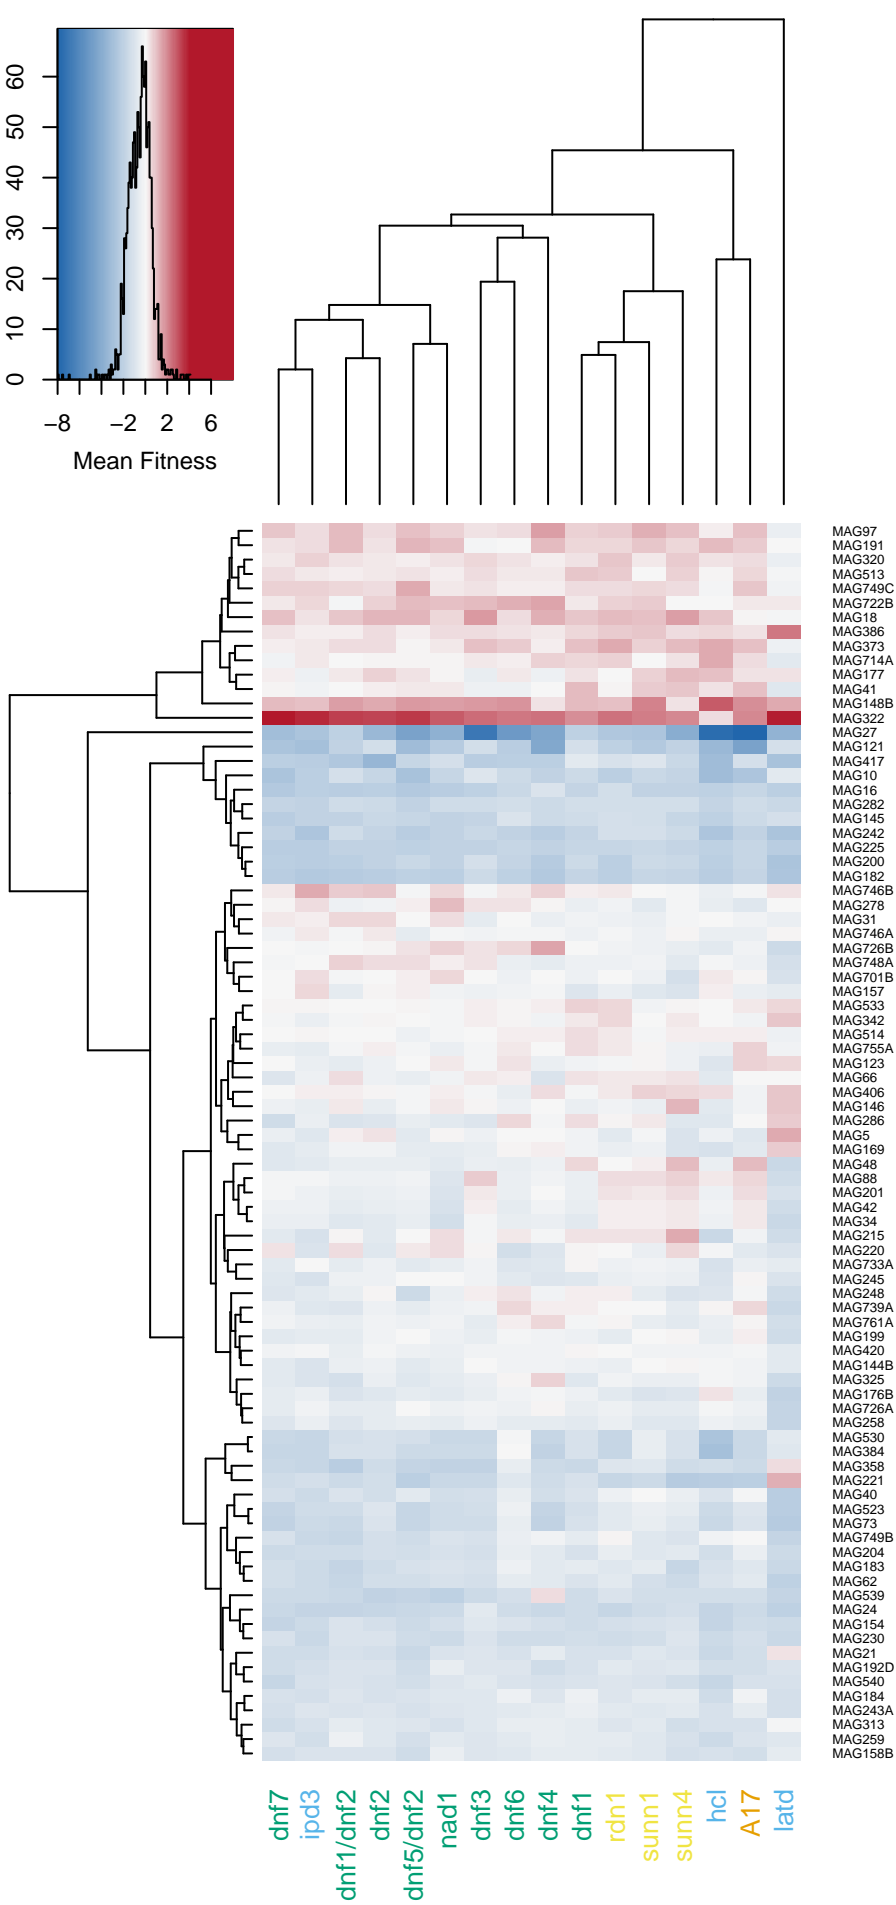 60
50
40
30
20
10
0
−8 −2 2 6
Mean Fitness
MAG97
MAG191
MAG320
MAG513
MAG749C
MAG722B
MAG18
MAG386
MAG373
MAG714A
MAG177
MAG41
MAG148B
MAG322
MAG27
MAG121
MAG417
MAG10
MAG16
MAG282
MAG145
MAG242
MAG225
MAG200
MAG182
MAG746B
MAG278
MAG31
MAG746A
MAG726B
MAG748A
MAG701B
MAG157
MAG533
MAG342
MAG514
MAG755A
MAG123
MAG66
MAG406
MAG146
MAG286
MAG5
MAG169
MAG48
MAG88
MAG201
MAG42
MAG34
MAG215
MAG220
MAG733A
MAG245
MAG248
MAG739A
MAG761A
MAG199
MAG420
MAG144B
MAG325
MAG176B
MAG726A
MAG258
MAG530
MAG384
MAG358
MAG221
MAG40
MAG523
MAG73
MAG749B
MAG204
MAG183
MAG62
MAG539
MAG24
MAG154
MAG230
MAG21
MAG192D
MAG540
MAG184
MAG243A
MAG313
MAG259
MAG158B
dnf7
ipd3
dnf1/dnf2
dnf2
dnf5/dnf2
nad1
dnf3
dnf6
dnf4
dnf1
rdn1
sunn1
sunn4
hcl
A17
latd